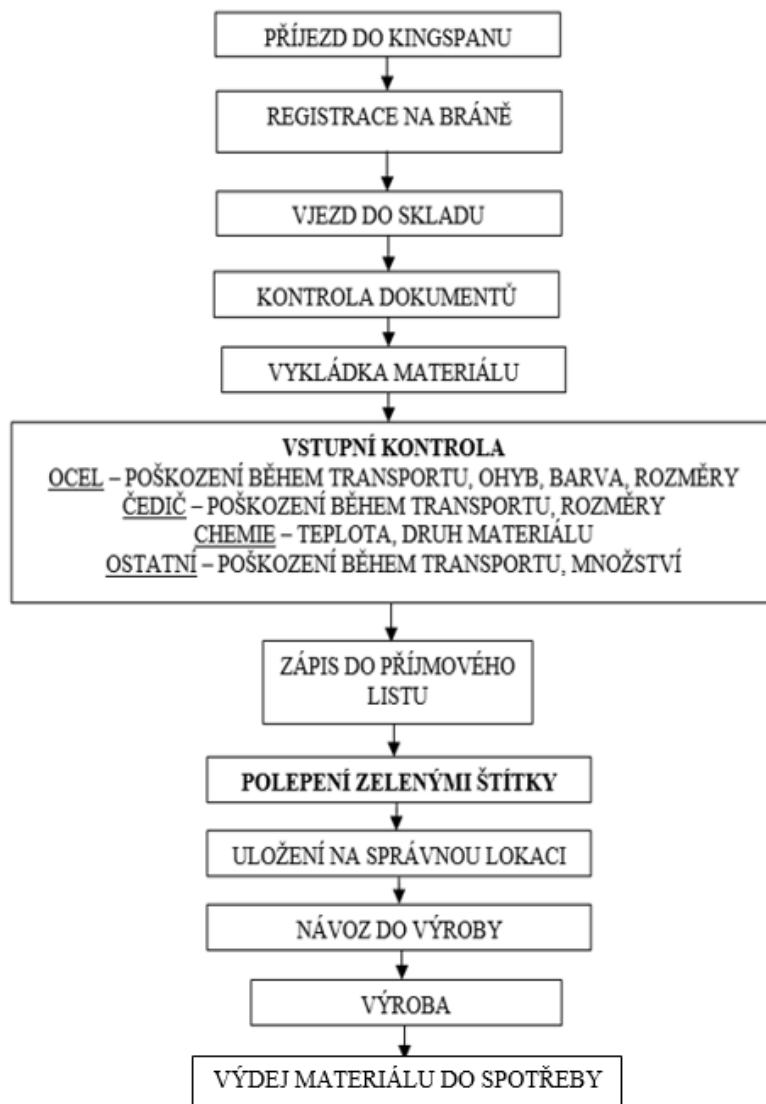 PŘÍJEZD DO KINGSPANU
REGISTRACE NA BRÁNĚ
VJEZD DO SKLADU
KONTROLA DOKUMENTŮ
VYKLÁDKA MATERIÁLU
VSTUPNÍ KONTROLA
OCEL – POŠKOZENÍ BĚHEM TRANSPORTU, OHYB, BARVA, ROZMĚRY
ČEDIČ – POŠKOZENÍ BĚHEM TRANSPORTU, ROZMĚRY
CHEMIE – TEPLOTA, DRUH MATERIÁLU
OSTATNÍ – POŠKOZENÍ BĚHEM TRANSPORTU, MNOŽSTVÍ
ZÁPIS DO PŘÍJMOVÉHO
LISTU
POLEPENÍ ZELENÝMI ŠTÍTKY
ULOŽENÍ NA SPRÁVNOU LOKACI
NÁVOZ DO VÝROBY
VÝROBA
VÝDEJ MATERIÁLU DO SPOTŘEBY